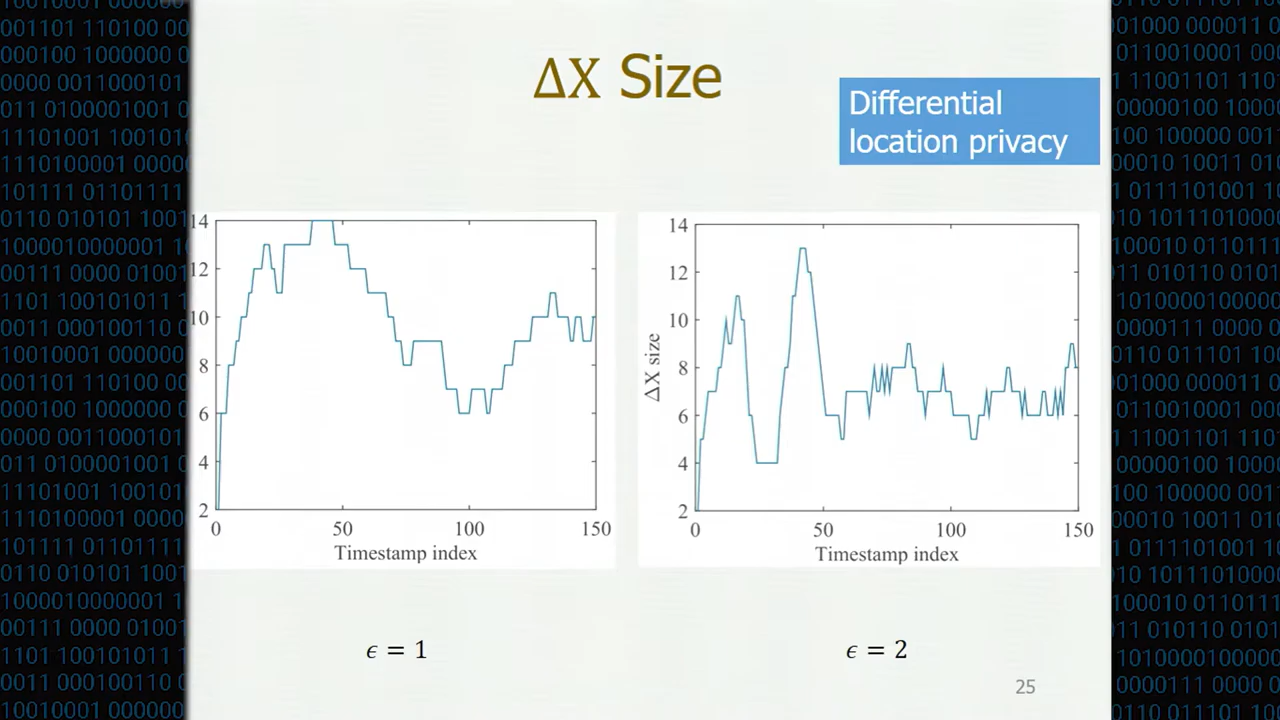 ΔX Size
Differential
location privacy
14
12
10
8
6
4
2
0
50
100
150
Timestamp index
ΔX size
14
12
10
8
6
4
2
0
50
100
150
Timestamp index
ϵ = 1
ϵ = 2
25